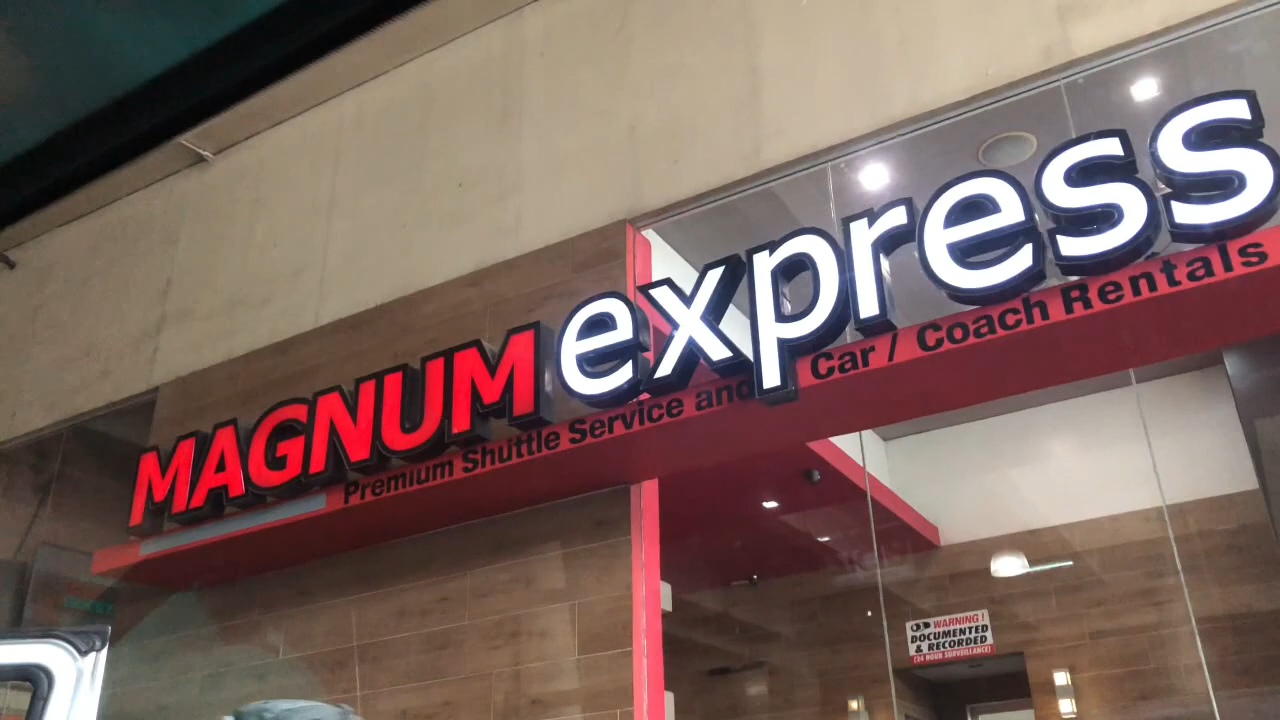 MAGNUM express
Premium Shuttle Service and Car / Coach Rentals
WARNING !
DOCUMENTED
& RECORDED
(24 HOUR SURVEILLANCE)